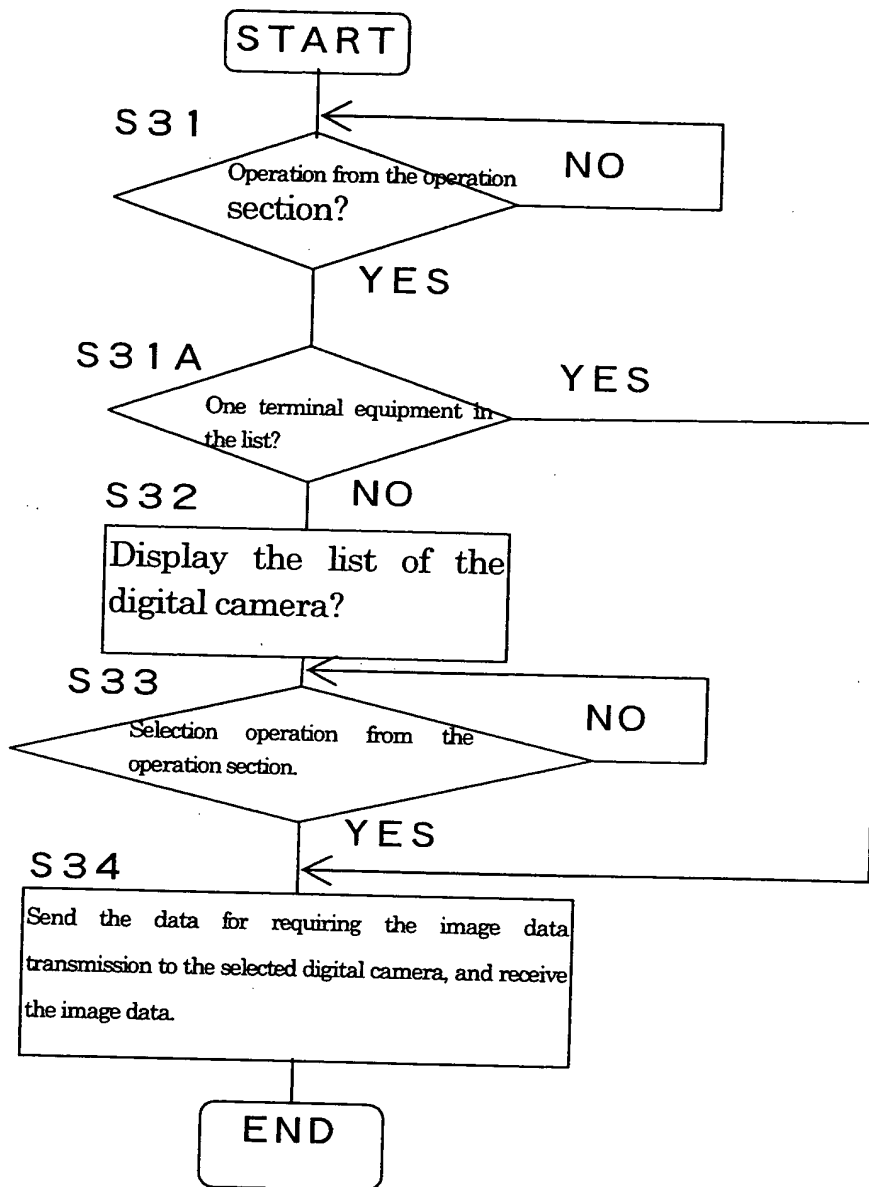 START
S31
Operation from the operation
section?
NO
YES
S31A
One terminal equipment in
the list?
YES
NO
S32
Display the list of the
digital camera?
S33
Selection operation from the
operation section.
NO
YES
S34
Send the data for requiring the image data
transmission to the selected digital camera, and receive
the image data.
END